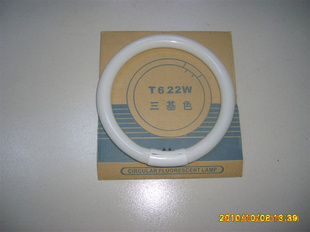 T6 22W
三基色
CIRCULAR FLUORESCENT LAMP
2010/10/08 13:39